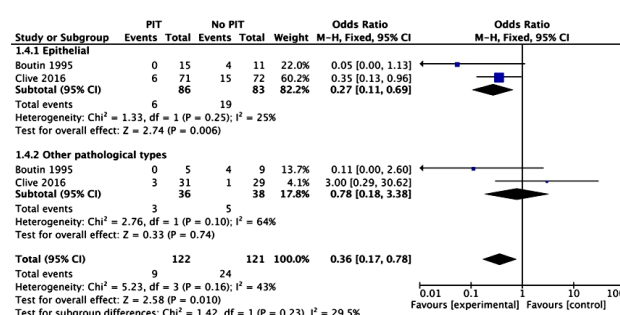 PIT No PIT Odds Ratio Odds Ratio
Study or Subgroup Events Total Events Total Weight M-H, Fixed, 95% CI M-H, Fixed, 95% CI
1.4.1 Epithelial
Boutin 1995 0 15 4 11 22.0% 0.05 [0.00, 1.13]
Clive 2016 6 71 15 72 60.2% 0.35 [0.13, 0.96]
Subtotal (95% CI) 86 83 82.2% 0.27 [0.11, 0.69]
Total events 6 19
Heterogeneity: Chi² = 1.33, df = 1 (P = 0.25); I² = 25%
Test for overall effect: Z = 2.74 (P = 0.006)
1.4.2 Other pathological types
Boutin 1995 0 5 4 9 13.7% 0.11 [0.00, 2.60]
Clive 2016 3 31 1 29 4.1% 3.00 [0.29, 30.62]
Subtotal (95% CI) 36 38 17.8% 0.78 [0.18, 3.38]
Total events 3 5
Heterogeneity: Chi² = 2.76, df = 1 (P = 0.10); I² = 64%
Test for overall effect: Z = 0.33 (P = 0.74)
Total (95% CI) 122 121 100.0% 0.36 [0.17, 0.78]
Total events 9 24
Heterogeneity: Chi² = 5.23, df = 3 (P = 0.16); I² = 43%
Test for overall effect: Z = 2.58 (P = 0.010)
Test for subgroup differences: Chi² = 1.42, df = 1 (P = 0.23), I² = 29.5%
0.01 0.1 1 10 100
Favours [experimental] Favours [contro